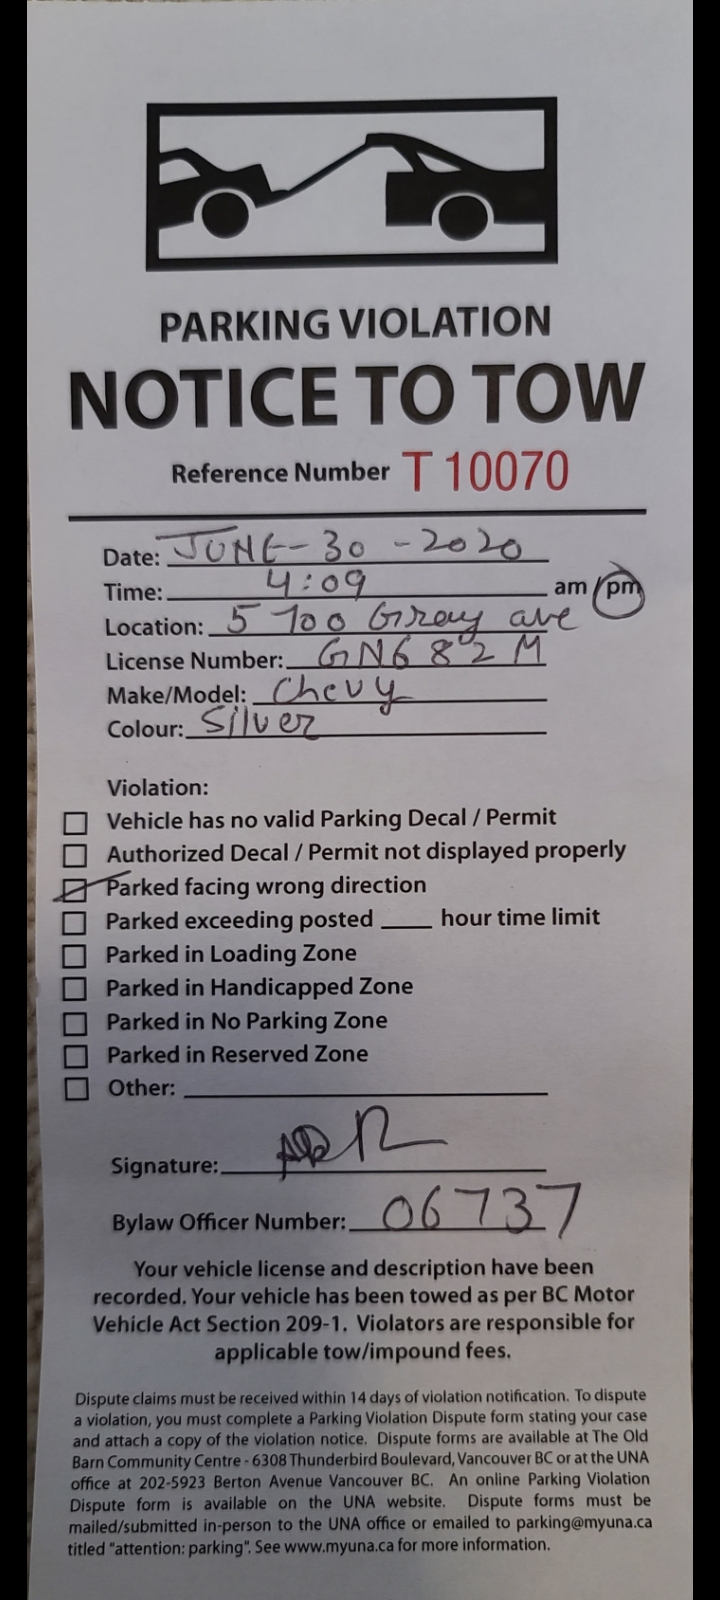 PARKING VIOLATION
NOTICE TO TOW
Reference Number T 10070
Date: JUNE-30-2020
Time: 4:09 am / pm
Location: 5700 Gray ave
License Number: GN682M
Make/Model: Chevy
Colour: Silver
Violation:
Vehicle has no valid Parking Decal / Permit
Authorized Decal / Permit not displayed properly
Parked facing wrong direction
Parked exceeding posted ____ hour time limit
Parked in Loading Zone
Parked in Handicapped Zone
Parked in No Parking Zone
Parked in Reserved Zone
Other:
Signature:
Bylaw Officer Number: 06737
Your vehicle license and description have been
recorded. Your vehicle has been towed as per BC Motor
Vehicle Act Section 209-1. Violators are responsible for
applicable tow/impound fees.
Dispute claims must be received within 14 days of violation notification. To dispute
a violation, you must complete a Parking Violation Dispute form stating your case
and attach a copy of the violation notice. Dispute forms are available at The Old
Barn Community Centre - 6308 Thunderbird Boulevard, Vancouver BC or at the UNA
office at 202-5923 Berton Avenue Vancouver BC. An online Parking Violation
Dispute form is available on the UNA website. Dispute forms must be
mailed/submitted in-person to the UNA office or emailed to parking@myuna.ca
titled "attention: parking". See www.myuna.ca for more information.